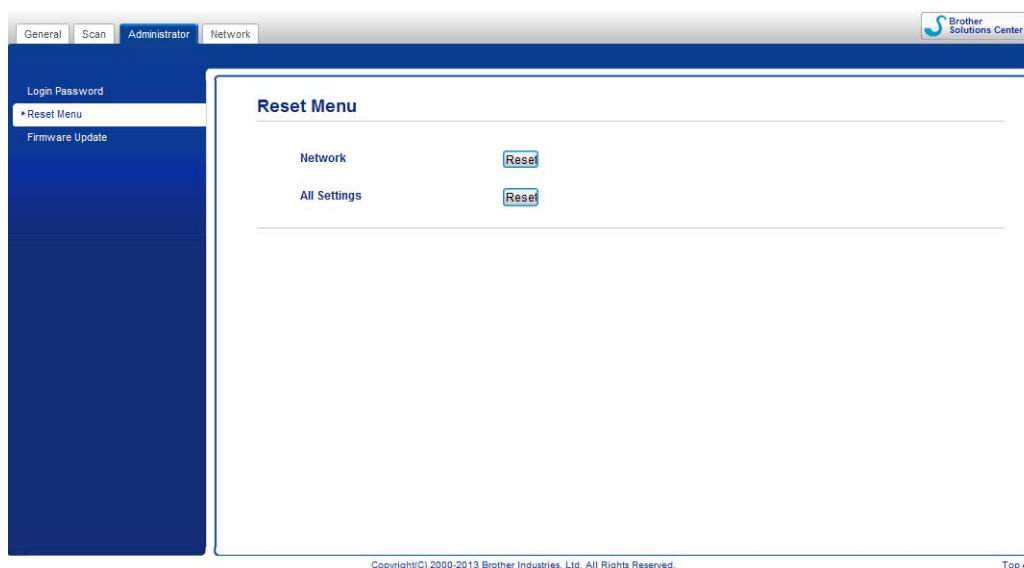 General Scan Administrator Network
Brother
Solutions Center
Login Password
Reset Menu
Firmware Update
Reset Menu
Network Reset
All Settings Reset
Copyright(C) 2000-2013 Brother Industries, Ltd. All Rights Reserved. Top